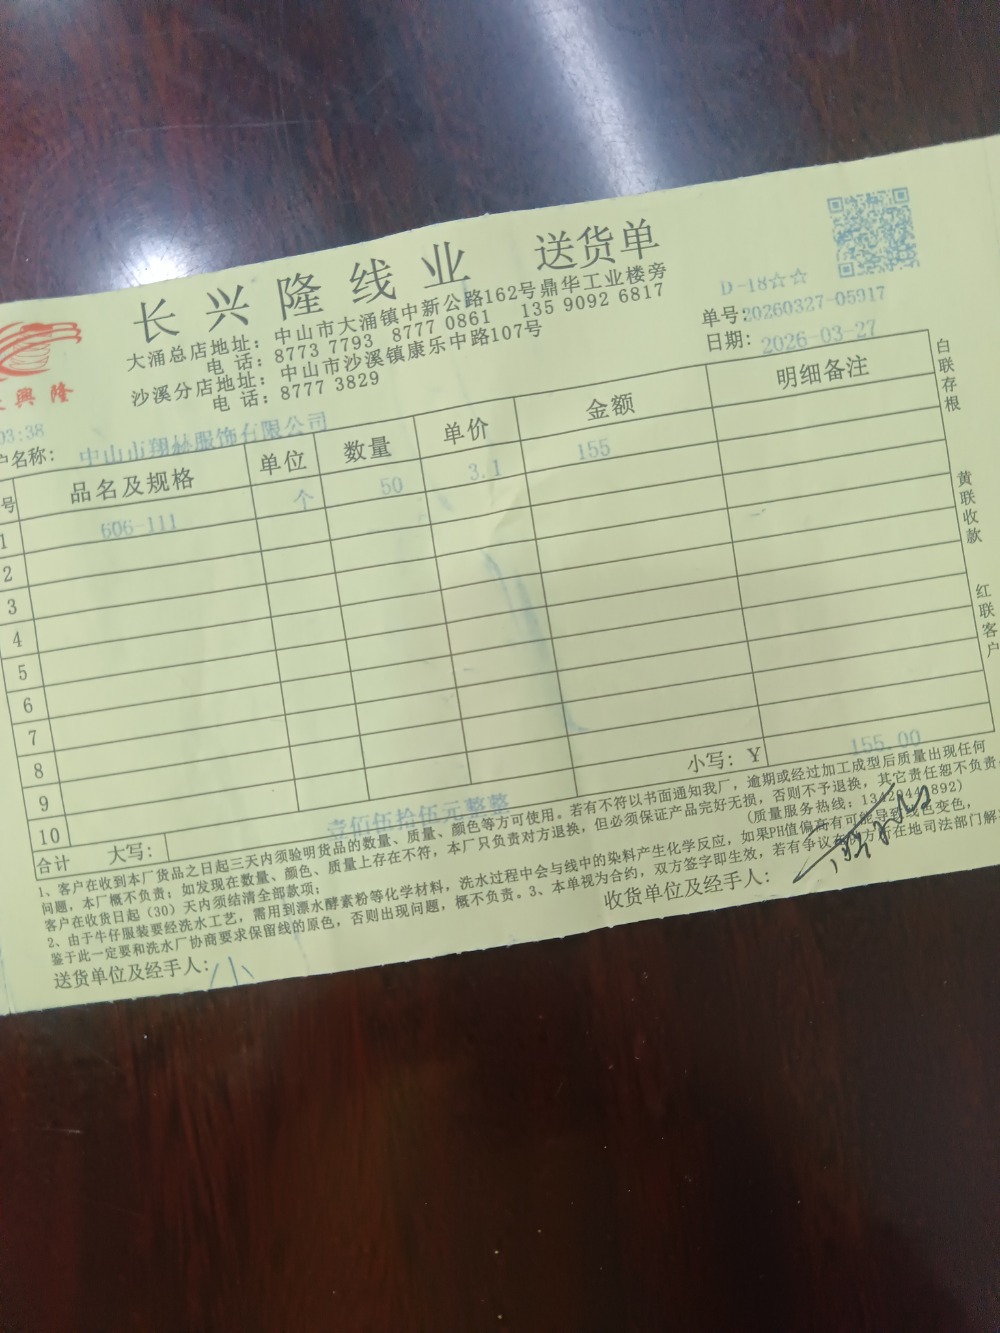 长兴隆线业 送货单
大涌总店地址：中山市大涌镇中新公路162号鼎华工业楼旁
电 话：8773 7793 8777 0861 135 9092 6817
沙溪分店地址：中山市沙溪镇康乐中路107号
电 话：8777 3829
D-18☆☆
单号：20260327-05917
日期：2026-03-27
興隆
03:38
户名称：中山市翔赫服饰有限公司
号 品名及规格 单位 数量 单价 金额 明细备注
1 606-111 个 50 3.1 155
2
3
4
5
6
7
8
9
10
小写：Y 155.00
合计 大写：壹佰伍拾伍元整整
1、客户在收到本厂货品之日起三天内须验明货品的数量、质量、颜色等方可使用。若有不符以书面通知我厂，逾期或经过加工成型后质量出现任何
问题，本厂概不负责；如发现在数量、颜色、质量上存在不符，本厂只负责对方退换，但必须保证产品完好无损，否则不予退换，其它责任恕不负责。
客户在收货日起（30）天内须结清全部款项；
2、由于牛仔服装要经洗水工艺，需用到漂水酵素粉等化学材料，洗水过程中会与线中的染料产生化学反应，如果PH值偏高有可能导致线色变色，
鉴于此一定要和洗水厂协商要求保留线的原色，否则出现问题，概不负责。3、本单视为合约，双方签字即生效，若有争议在
方所在地司法部门解
送货单位及经手人：小
收货单位及经手人：
白联存根
黄联收款
红联客户